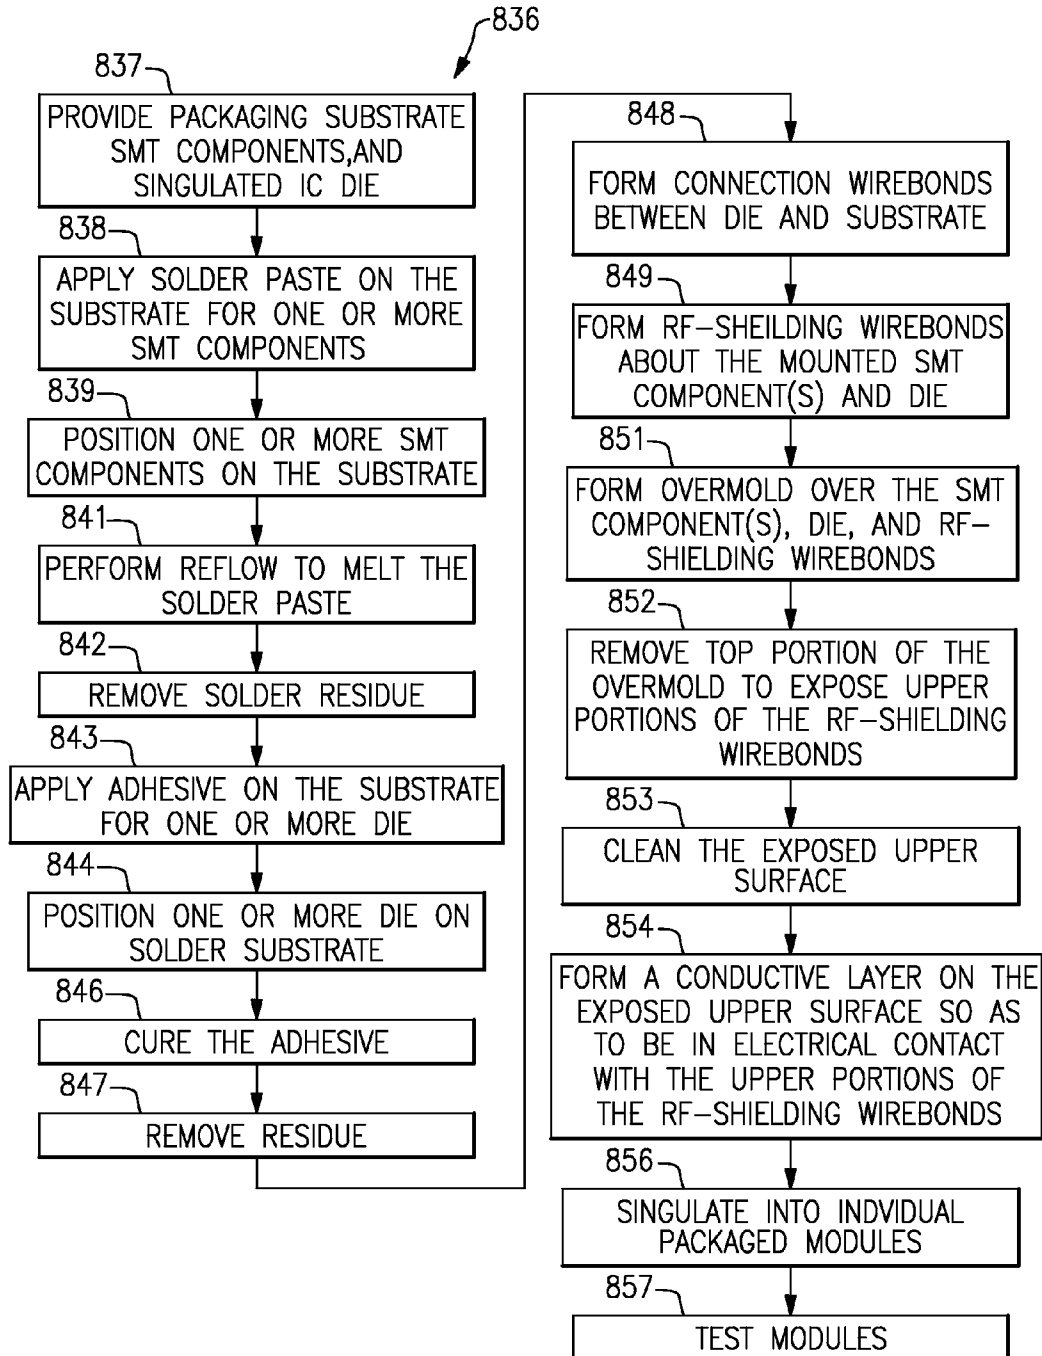 836
837
PROVIDE PACKAGING SUBSTRATE
SMT COMPONENTS,AND
SINGULATED IC DIE
838
APPLY SOLDER PASTE ON THE
SUBSTRATE FOR ONE OR MORE
SMT COMPONENTS
839
POSITION ONE OR MORE SMT
COMPONENTS ON THE SUBSTRATE
841
PERFORM REFLOW TO MELT THE
SOLDER PASTE
842
REMOVE SOLDER RESIDUE
843
APPLY ADHESIVE ON THE SUBSTRATE
FOR ONE OR MORE DIE
844
POSITION ONE OR MORE DIE ON
SOLDER SUBSTRATE
846
CURE THE ADHESIVE
847
REMOVE RESIDUE
848
FORM CONNECTION WIREBONDS
BETWEEN DIE AND SUBSTRATE
849
FORM RF-SHEILDING WIREBONDS
ABOUT THE MOUNTED SMT
COMPONENT(S) AND DIE
851
FORM OVERMOLD OVER THE SMT
COMPONENT(S), DIE, AND RF-
SHIELDING WIREBONDS
852
REMOVE TOP PORTION OF THE
OVERMOLD TO EXPOSE UPPER
PORTIONS OF THE RF-SHIELDING
WIREBONDS
853
CLEAN THE EXPOSED UPPER
SURFACE
854
FORM A CONDUCTIVE LAYER ON THE
EXPOSED UPPER SURFACE SO AS
TO BE IN ELECTRICAL CONTACT
WITH THE UPPER PORTIONS OF
THE RF-SHIELDING WIREBONDS
856
SINGULATE INTO INDVIDUAL
PACKAGED MODULES
857
TEST MODULES